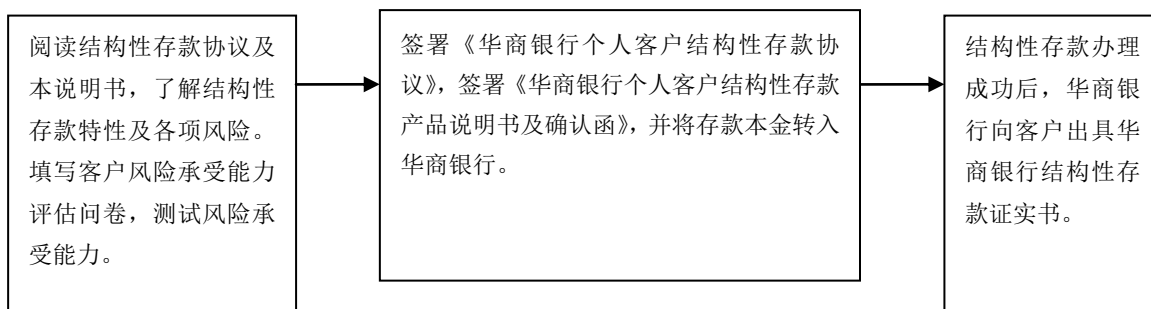 阅读结构性存款协议及
本说明书，了解结构性
存款特性及各项风险。
填写客户风险承受能力
评估问卷，测试风险承
受能力。
签署《华商银行个人客户结构性存款协
议》，签署《华商银行个人客户结构性存款
产品说明书及确认函》，并将存款本金转入
华商银行。
结构性存款办理
成功后，华商银
行向客户出具华
商银行结构性存
款证实书。